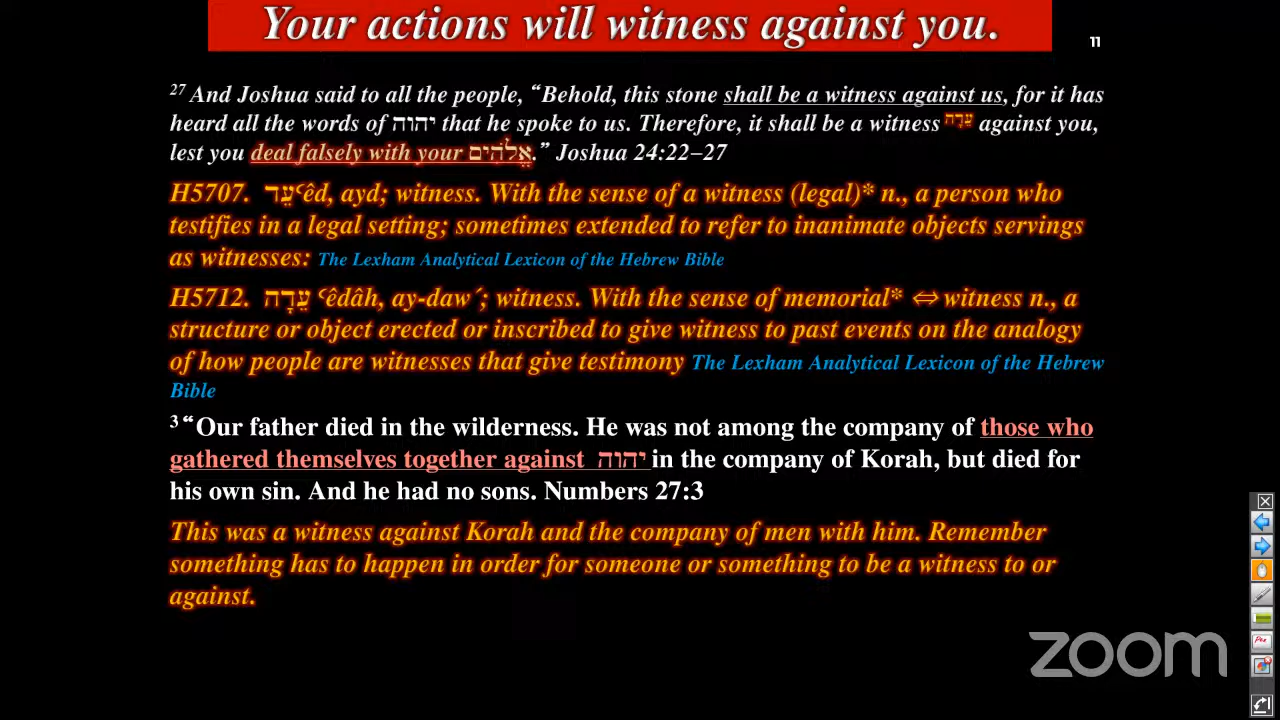 Your actions will witness against you.
11
27 And Joshua said to all the people, “Behold, this stone shall be a witness against us, for it has
heard all the words of יהוה that he spoke to us. Therefore, it shall be a witness עֵדָה against you,
lest you deal falsely with your אֱלֹהִים.” Joshua 24:22–27
H5707. עֵד ʿêd, ayd; witness. With the sense of a witness (legal)* n., a person who
testifies in a legal setting; sometimes extended to refer to inanimate objects servings
as witnesses: The Lexham Analytical Lexicon of the Hebrew Bible
H5712. עֵדָה ʿêdâh, ay-daw´; witness. With the sense of memorial* ⇔ witness n., a
structure or object erected or inscribed to give witness to past events on the analogy
of how people are witnesses that give testimony The Lexham Analytical Lexicon of the Hebrew
Bible
3 “Our father died in the wilderness. He was not among the company of those who
gathered themselves together against יהוה in the company of Korah, but died for
his own sin. And he had no sons. Numbers 27:3
This was a witness against Korah and the company of men with him. Remember
something has to happen in order for someone or something to be a witness to or
against.
zoom